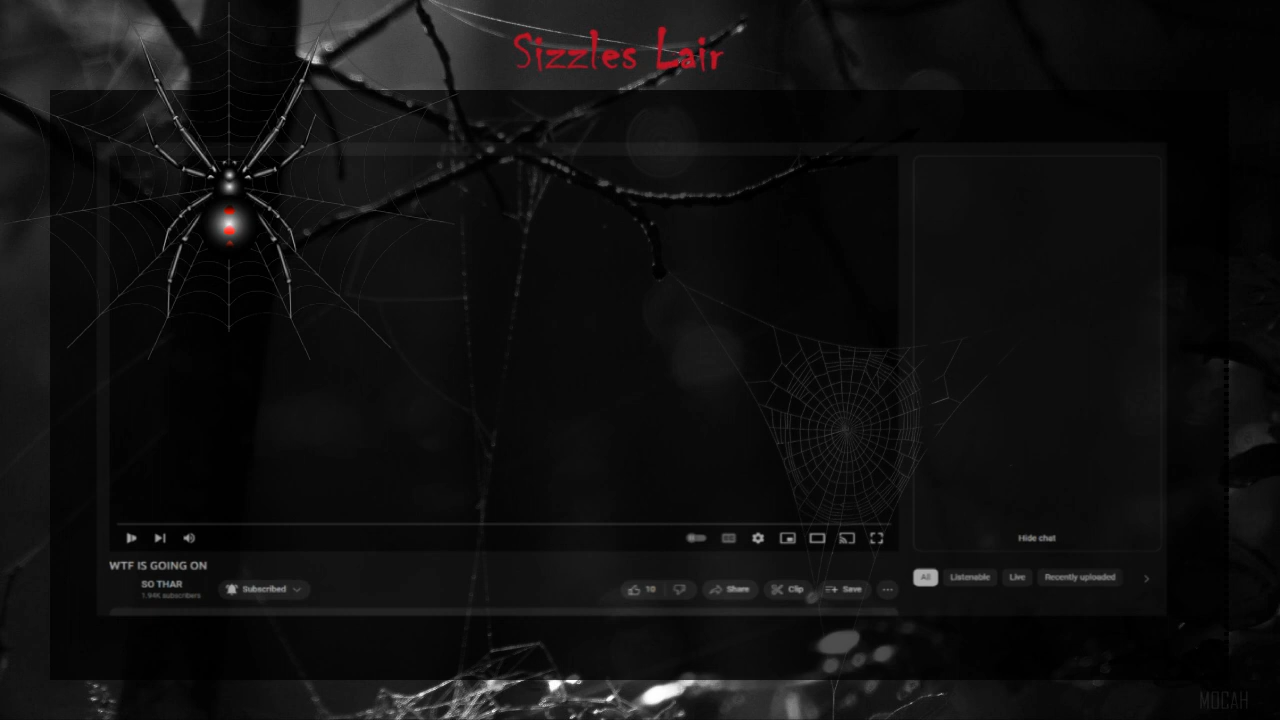 Sizzles Lair
Hide chat
WTF IS GOING ON
SO THAR
1.94K subscribers
Subscribed
10
Share
Clip
Save
All
Listenable
Live
Recently uploaded
MOCAH